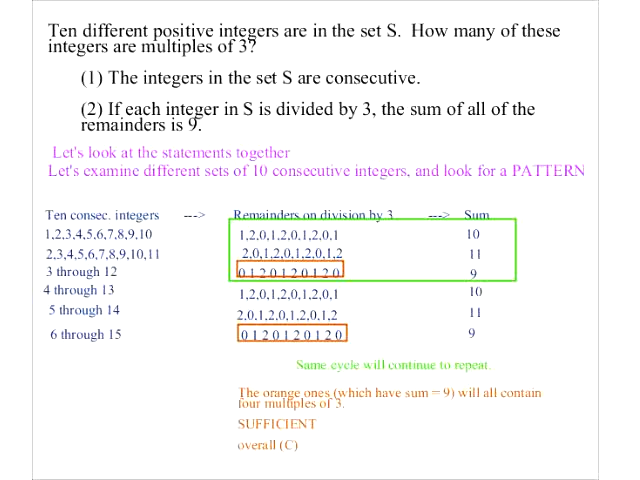 Ten different positive integers are in the set S. How many of these
integers are multiples of 3?
(1) The integers in the set S are consecutive.
(2) If each integer in S is divided by 3, the sum of all of the
remainders is 9.
Let's look at the statements together
Let's examine different sets of 10 consecutive integers, and look for a PATTERN
Ten consec. integers ---> Remainders on division by 3 ---> Sum
1,2,3,4,5,6,7,8,9,10 1,2,0,1,2,0,1,2,0,1 10
2,3,4,5,6,7,8,9,10,11 2,0,1,2,0,1,2,0,1,2 11
3 through 12 0 1 2 0 1 2 0 1 2 0 9
4 through 13 1,2,0,1,2,0,1,2,0,1 10
5 through 14 2,0,1,2,0,1,2,0,1,2 11
6 through 15 0 1 2 0 1 2 0 1 2 0 9
Same cycle will continue to repeat.
The orange ones (which have sum = 9) will all contain
four multiples of 3.
SUFFICIENT
overall (C)